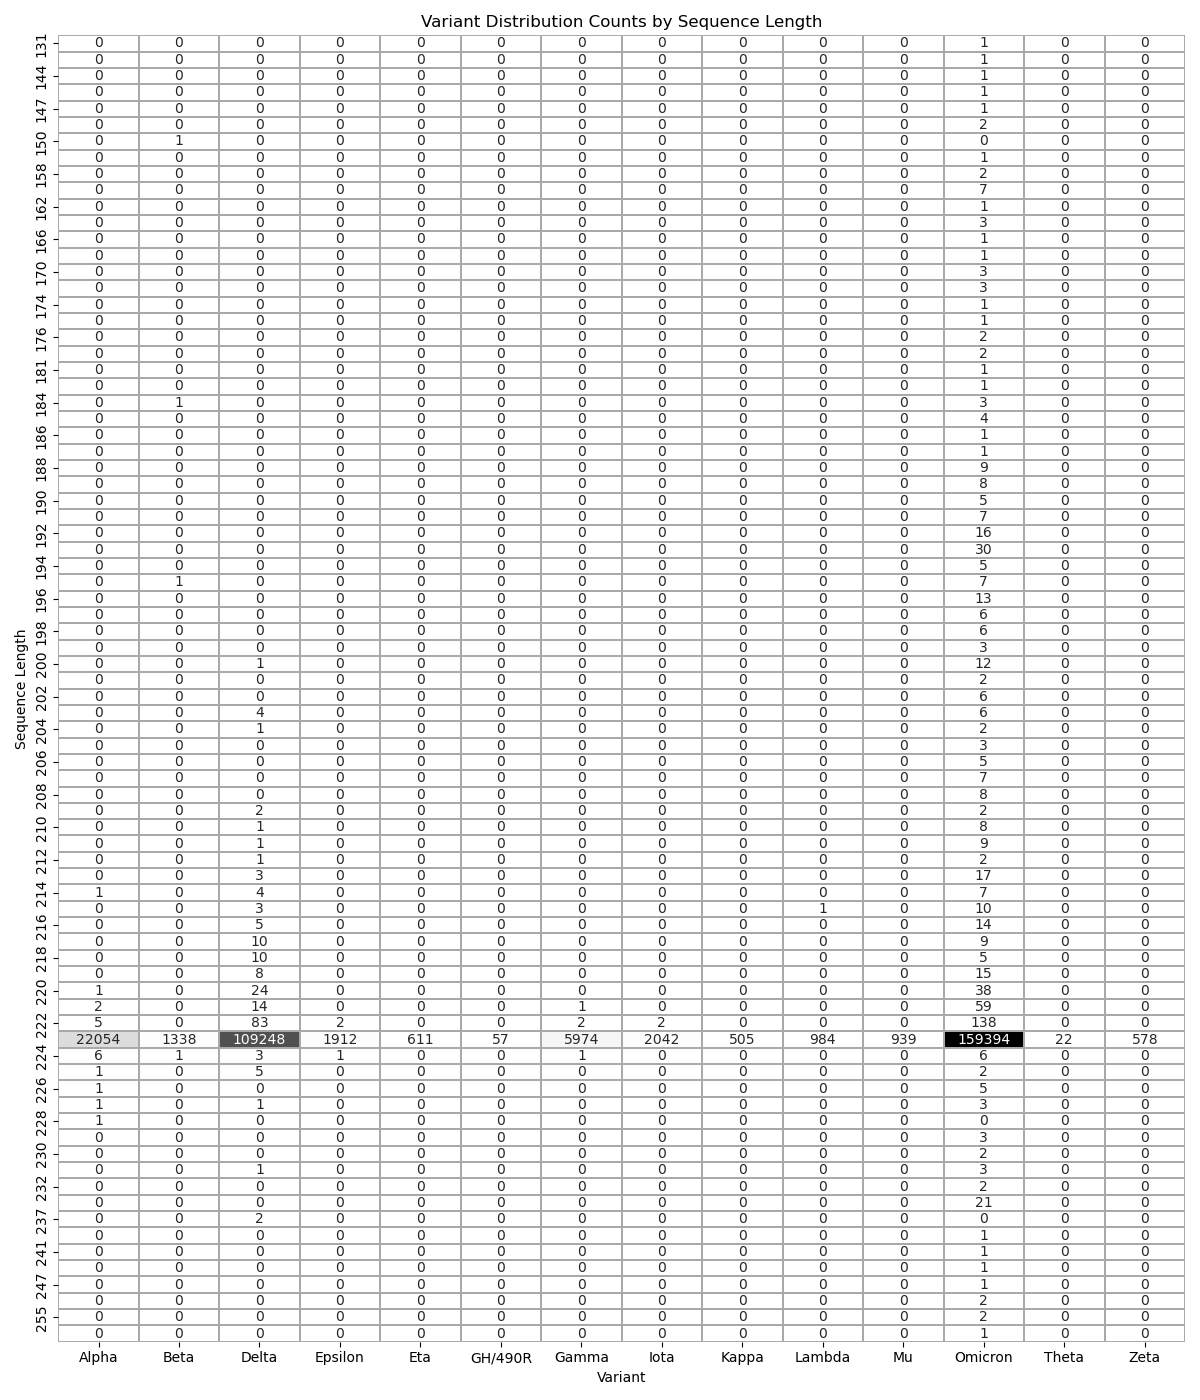 Variant Distribution Counts by Sequence Length
131 0 0 0 0 0 0 0 0 0 0 0 1 0 0
0 0 0 0 0 0 0 0 0 0 0 1 0 0
144 0 0 0 0 0 0 0 0 0 0 0 1 0 0
0 0 0 0 0 0 0 0 0 0 0 1 0 0
147 0 0 0 0 0 0 0 0 0 0 0 1 0 0
0 0 0 0 0 0 0 0 0 0 0 2 0 0
150 0 1 0 0 0 0 0 0 0 0 0 0 0 0
0 0 0 0 0 0 0 0 0 0 0 1 0 0
158 0 0 0 0 0 0 0 0 0 0 0 2 0 0
0 0 0 0 0 0 0 0 0 0 0 7 0 0
162 0 0 0 0 0 0 0 0 0 0 0 1 0 0
0 0 0 0 0 0 0 0 0 0 0 3 0 0
166 0 0 0 0 0 0 0 0 0 0 0 1 0 0
0 0 0 0 0 0 0 0 0 0 0 1 0 0
170 0 0 0 0 0 0 0 0 0 0 0 3 0 0
0 0 0 0 0 0 0 0 0 0 0 3 0 0
174 0 0 0 0 0 0 0 0 0 0 0 1 0 0
0 0 0 0 0 0 0 0 0 0 0 1 0 0
176 0 0 0 0 0 0 0 0 0 0 0 2 0 0
0 0 0 0 0 0 0 0 0 0 0 2 0 0
181 0 0 0 0 0 0 0 0 0 0 0 1 0 0
0 0 0 0 0 0 0 0 0 0 0 1 0 0
184 0 1 0 0 0 0 0 0 0 0 0 3 0 0
0 0 0 0 0 0 0 0 0 0 0 4 0 0
186 0 0 0 0 0 0 0 0 0 0 0 1 0 0
0 0 0 0 0 0 0 0 0 0 0 1 0 0
188 0 0 0 0 0 0 0 0 0 0 0 9 0 0
0 0 0 0 0 0 0 0 0 0 0 8 0 0
190 0 0 0 0 0 0 0 0 0 0 0 5 0 0
0 0 0 0 0 0 0 0 0 0 0 7 0 0
192 0 0 0 0 0 0 0 0 0 0 0 16 0 0
0 0 0 0 0 0 0 0 0 0 0 30 0 0
194 0 0 0 0 0 0 0 0 0 0 0 5 0 0
0 1 0 0 0 0 0 0 0 0 0 7 0 0
196 0 0 0 0 0 0 0 0 0 0 0 13 0 0
0 0 0 0 0 0 0 0 0 0 0 6 0 0
198 0 0 0 0 0 0 0 0 0 0 0 6 0 0
0 0 0 0 0 0 0 0 0 0 0 3 0 0
200 0 0 1 0 0 0 0 0 0 0 0 12 0 0
0 0 0 0 0 0 0 0 0 0 0 2 0 0
202 0 0 0 0 0 0 0 0 0 0 0 6 0 0
0 0 4 0 0 0 0 0 0 0 0 6 0 0
204 0 0 1 0 0 0 0 0 0 0 0 2 0 0
0 0 0 0 0 0 0 0 0 0 0 3 0 0
206 0 0 0 0 0 0 0 0 0 0 0 5 0 0
0 0 0 0 0 0 0 0 0 0 0 7 0 0
208 0 0 0 0 0 0 0 0 0 0 0 8 0 0
0 0 2 0 0 0 0 0 0 0 0 2 0 0
210 0 0 1 0 0 0 0 0 0 0 0 8 0 0
0 0 1 0 0 0 0 0 0 0 0 9 0 0
212 0 0 1 0 0 0 0 0 0 0 0 2 0 0
0 0 3 0 0 0 0 0 0 0 0 17 0 0
214 1 0 4 0 0 0 0 0 0 0 0 7 0 0
0 0 3 0 0 0 0 0 0 1 0 10 0 0
216 0 0 5 0 0 0 0 0 0 0 0 14 0 0
0 0 10 0 0 0 0 0 0 0 0 9 0 0
218 0 0 10 0 0 0 0 0 0 0 0 5 0 0
0 0 8 0 0 0 0 0 0 0 0 15 0 0
220 1 0 24 0 0 0 0 0 0 0 0 38 0 0
2 0 14 0 0 0 1 0 0 0 0 59 0 0
222 5 0 83 2 0 0 2 2 0 0 0 138 0 0
22054 1338 109248 1912 611 57 5974 2042 505 984 939 159394 22 578
224 6 1 3 1 0 0 1 0 0 0 0 6 0 0
1 0 5 0 0 0 0 0 0 0 0 2 0 0
226 1 0 0 0 0 0 0 0 0 0 0 5 0 0
1 0 1 0 0 0 0 0 0 0 0 3 0 0
228 1 0 0 0 0 0 0 0 0 0 0 0 0 0
0 0 0 0 0 0 0 0 0 0 0 3 0 0
230 0 0 0 0 0 0 0 0 0 0 0 2 0 0
0 0 1 0 0 0 0 0 0 0 0 3 0 0
232 0 0 0 0 0 0 0 0 0 0 0 2 0 0
0 0 0 0 0 0 0 0 0 0 0 21 0 0
237 0 0 2 0 0 0 0 0 0 0 0 0 0 0
0 0 0 0 0 0 0 0 0 0 0 1 0 0
241 0 0 0 0 0 0 0 0 0 0 0 1 0 0
0 0 0 0 0 0 0 0 0 0 0 1 0 0
247 0 0 0 0 0 0 0 0 0 0 0 1 0 0
0 0 0 0 0 0 0 0 0 0 0 2 0 0
255 0 0 0 0 0 0 0 0 0 0 0 2 0 0
0 0 0 0 0 0 0 0 0 0 0 1 0 0
Sequence Length
Alpha Beta Delta Epsilon Eta GH/490R Gamma Iota Kappa Lambda Mu Omicron Theta Zeta
Variant